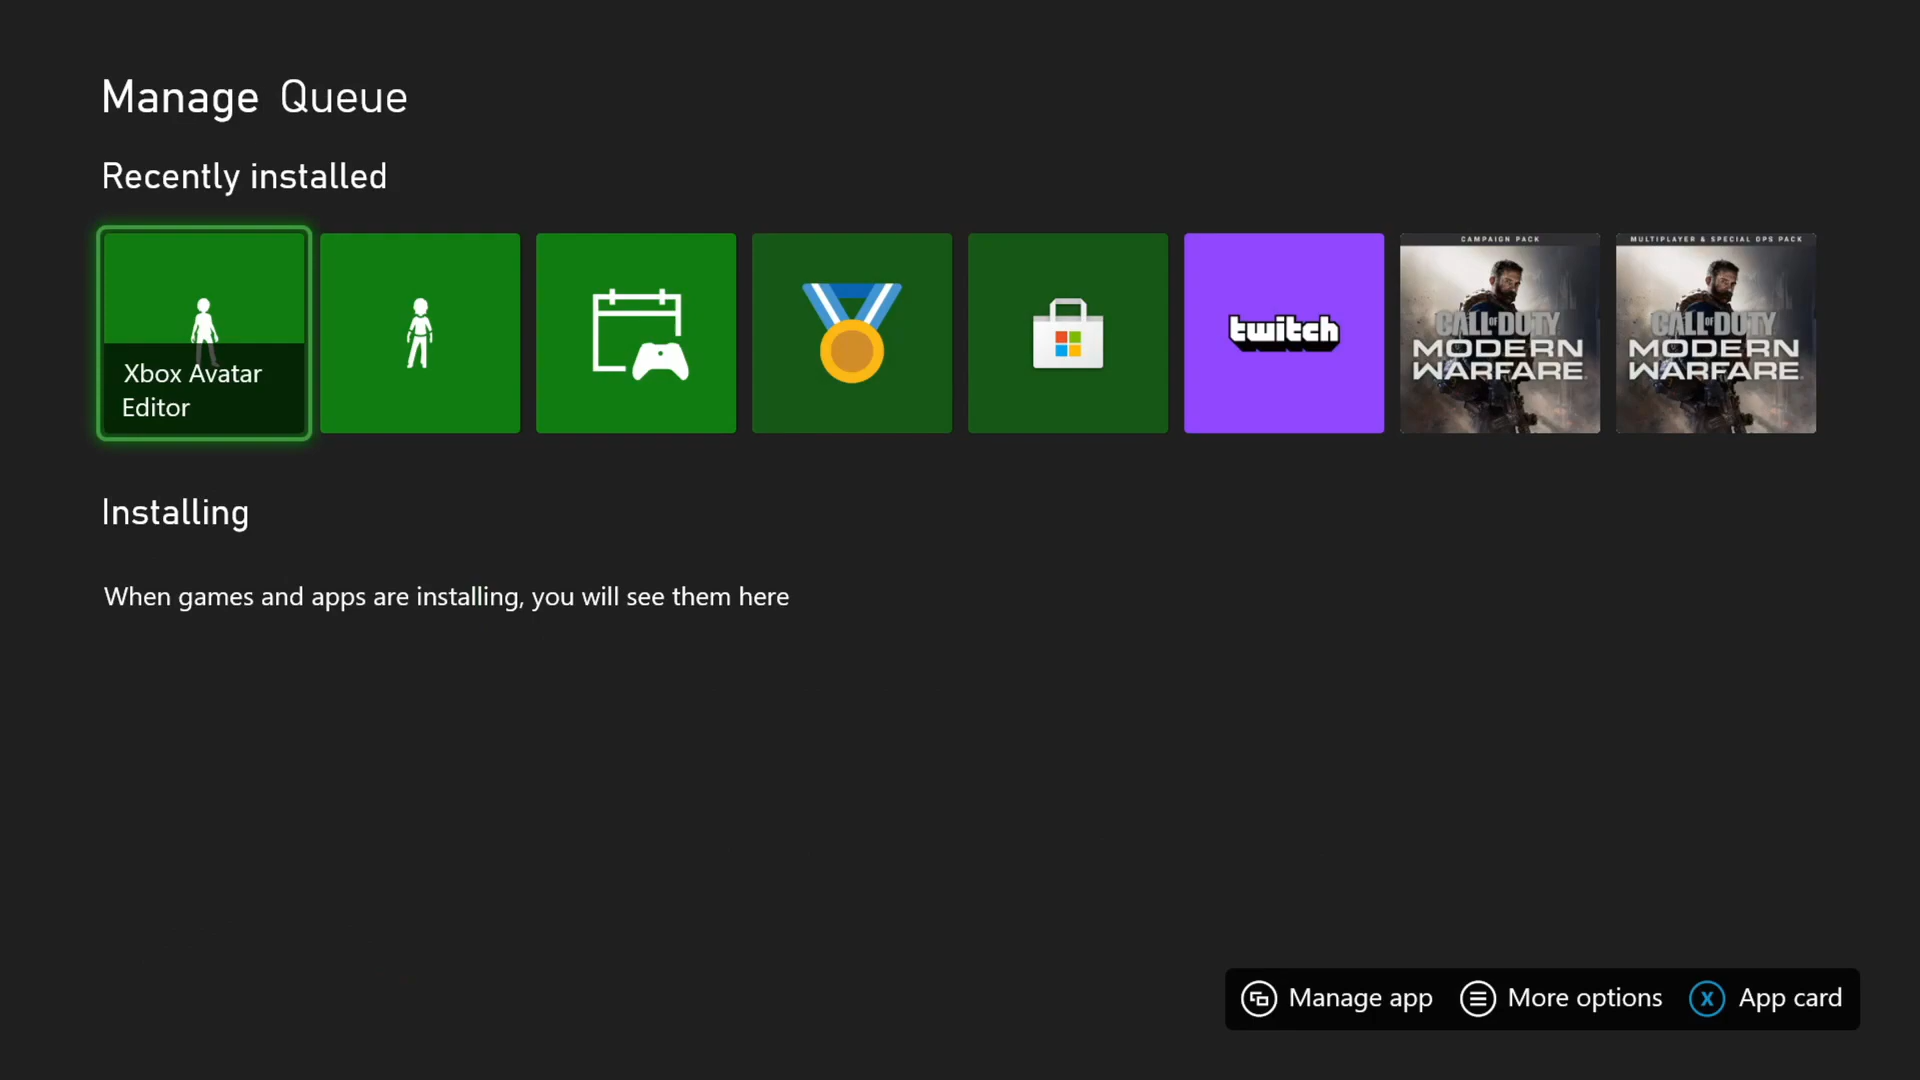 Manage Queue
Recently installed
Xbox Avatar
Editor
twitch
CAMPAIGN PACK
CALL OF DUTY
MODERN
WARFARE
MULTIPLAYER & SPECIAL OPS PACK
CALL OF DUTY
MODERN
WARFARE
Installing
When games and apps are installing, you will see them here
Manage app
More options
X App card